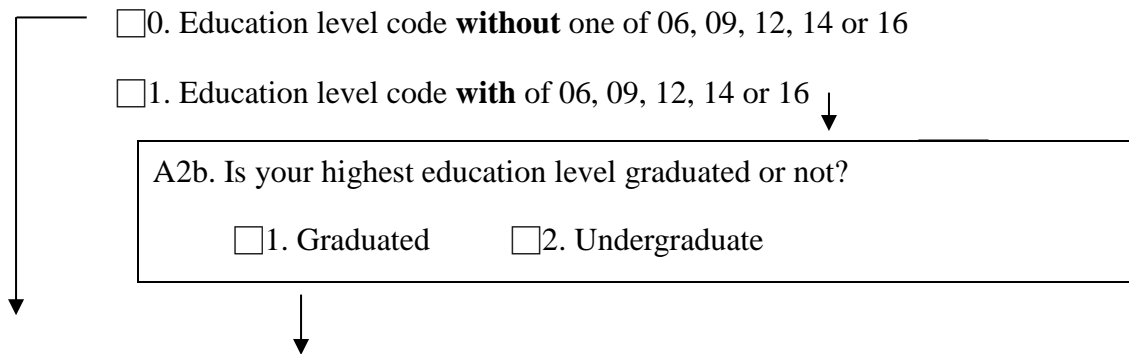 ☐0. Education level code without one of 06, 09, 12, 14 or 16
☐1. Education level code with of 06, 09, 12, 14 or 16
A2b. Is your highest education level graduated or not?
☐1. Graduated ☐2. Undergraduate